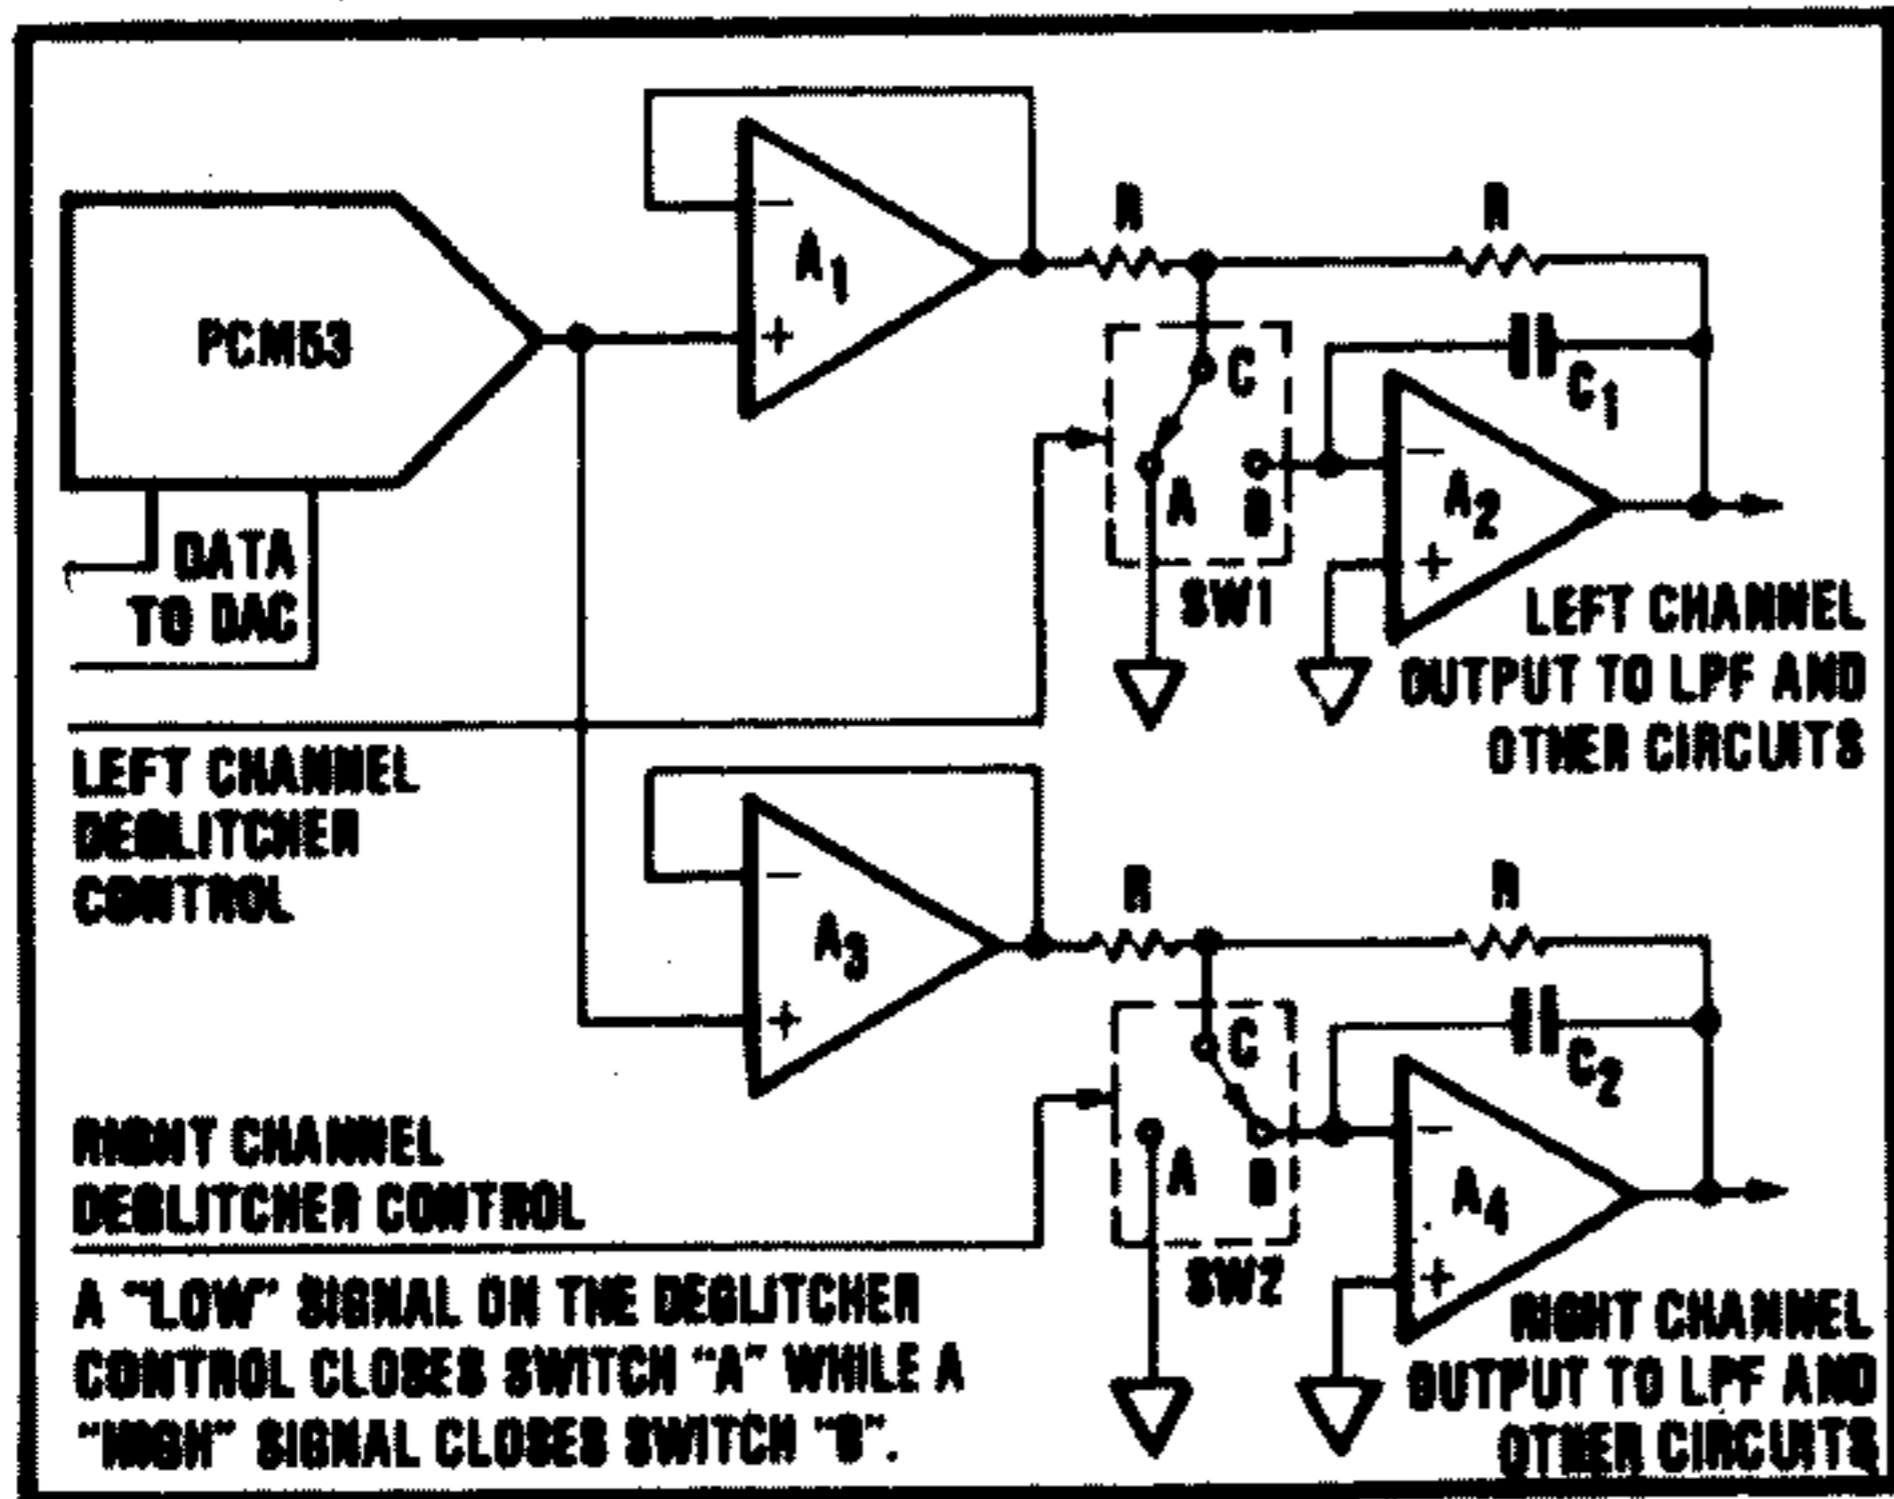 R R
A1
PCM53
C
C1
A B
A2
DATA
TO DAC
SW1
LEFT CHANNEL
OUTPUT TO LPF AND
OTHER CIRCUITS
LEFT CHANNEL
DEGLITCHER
CONTROL
R R
A3
C
C2
A B
A4
RIGHT CHANNEL
DEGLITCHER CONTROL
SW2
A "LOW" SIGNAL ON THE DEGLITCHER
CONTROL CLOSES SWITCH "A" WHILE A
"HIGH" SIGNAL CLOSES SWITCH "B".
RIGHT CHANNEL
OUTPUT TO LPF AND
OTHER CIRCUITS